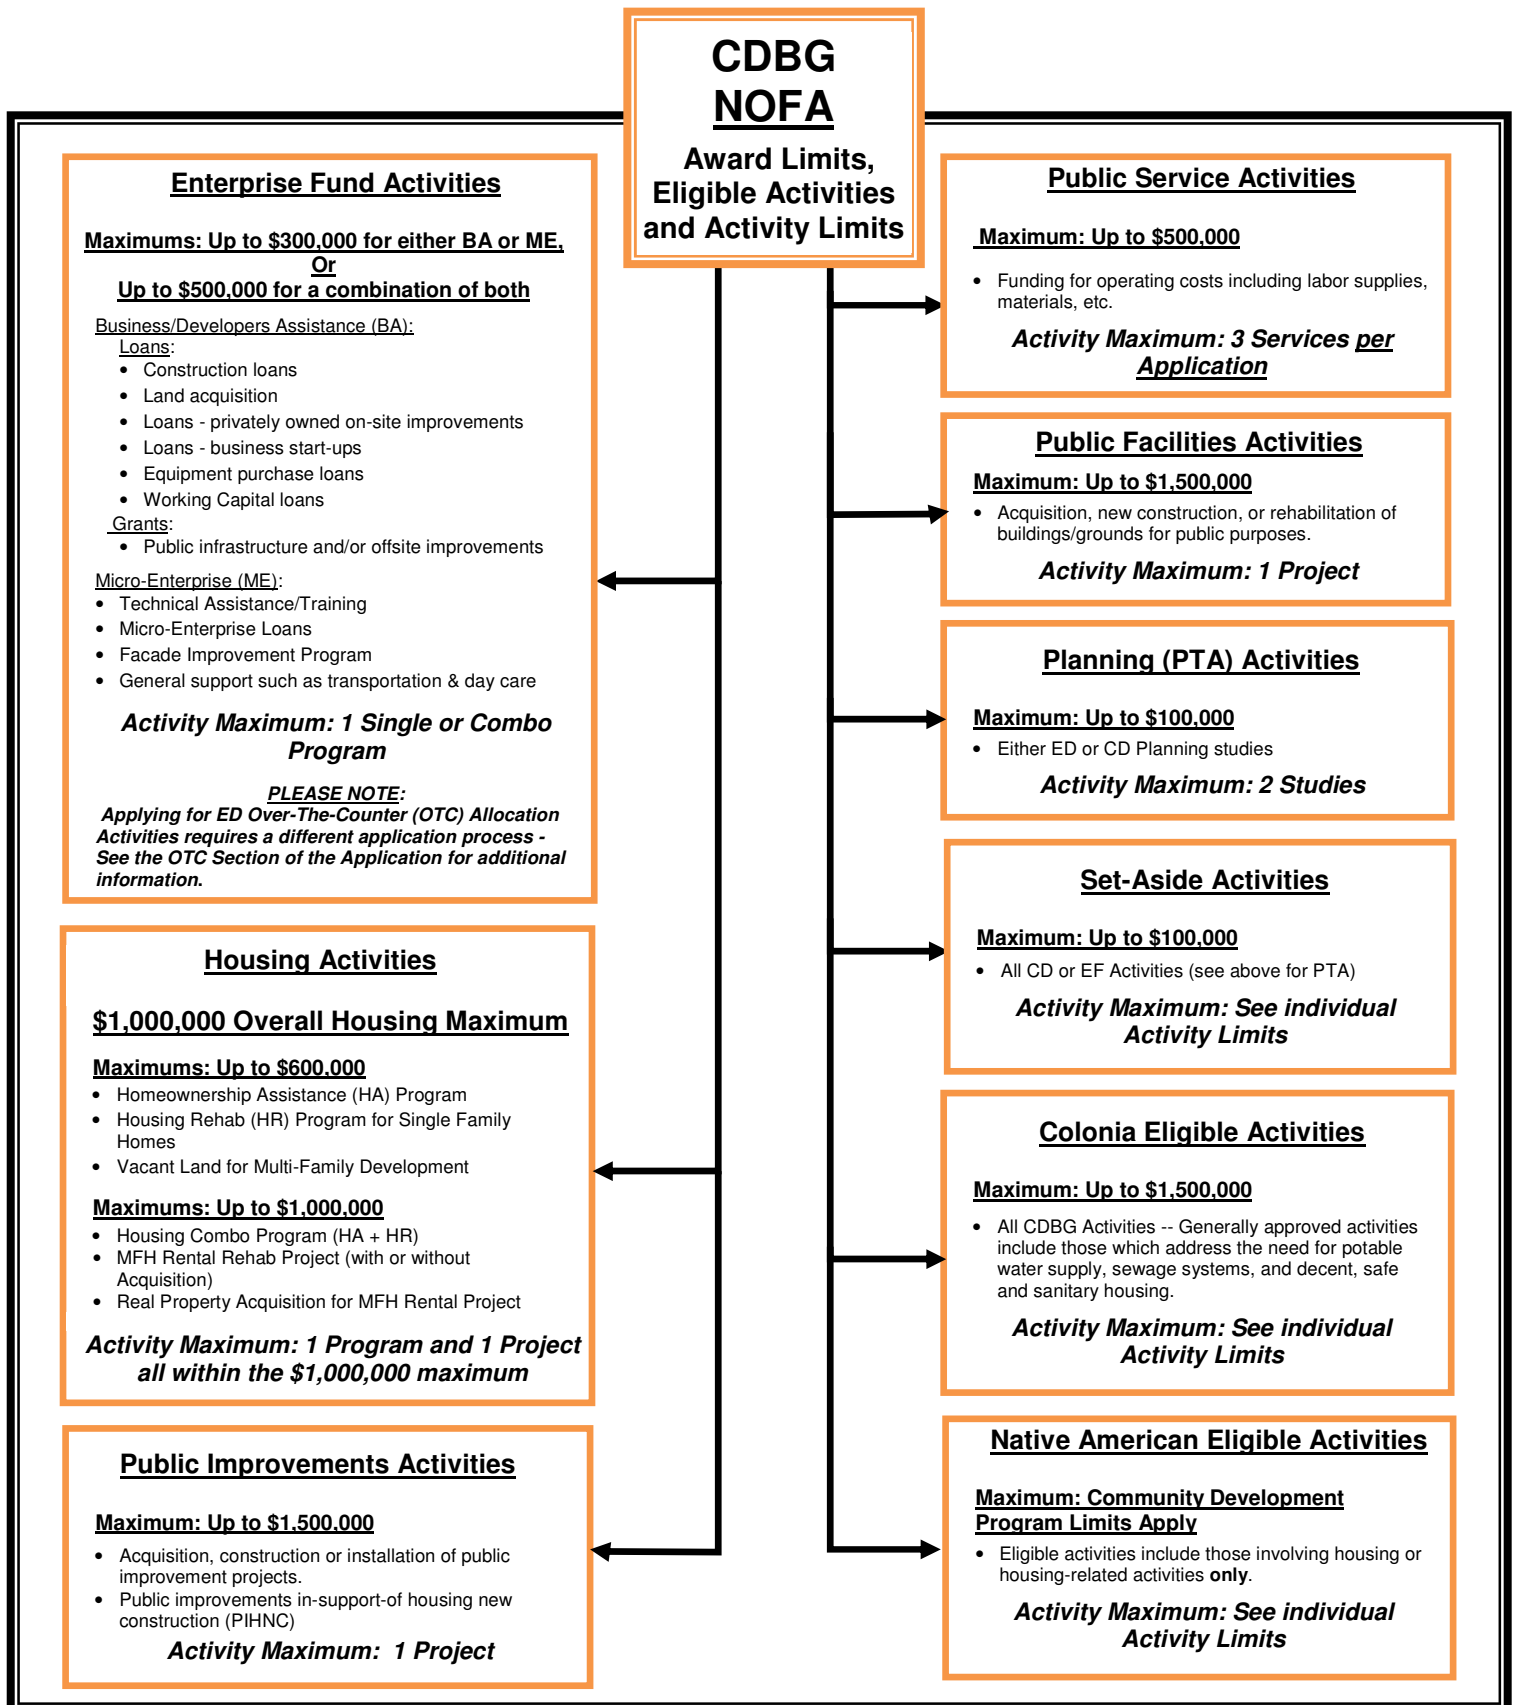 CDBG
NOFA
Award Limits,
Eligible Activities
and Activity Limits
Enterprise Fund Activities
Maximums: Up to $300,000 for either BA or ME,
Or
Up to $500,000 for a combination of both
Business/Developers Assistance (BA):
Loans:
• Construction loans
• Land acquisition
• Loans - privately owned on-site improvements
• Loans - business start-ups
• Equipment purchase loans
• Working Capital loans
Grants:
• Public infrastructure and/or offsite improvements
Micro-Enterprise (ME):
• Technical Assistance/Training
• Micro-Enterprise Loans
• Facade Improvement Program
• General support such as transportation & day care
Activity Maximum: 1 Single or Combo
Program
PLEASE NOTE:
Applying for ED Over-The-Counter (OTC) Allocation
Activities requires a different application process -
See the OTC Section of the Application for additional
information.
Housing Activities
$1,000,000 Overall Housing Maximum
Maximums: Up to $600,000
• Homeownership Assistance (HA) Program
• Housing Rehab (HR) Program for Single Family
Homes
• Vacant Land for Multi-Family Development
Maximums: Up to $1,000,000
• Housing Combo Program (HA + HR)
• MFH Rental Rehab Project (with or without
Acquisition)
• Real Property Acquisition for MFH Rental Project
Activity Maximum: 1 Program and 1 Project
all within the $1,000,000 maximum
Public Improvements Activities
Maximum: Up to $1,500,000
• Acquisition, construction or installation of public
improvement projects.
• Public improvements in-support-of housing new
construction (PIHNC)
Activity Maximum: 1 Project
Public Service Activities
Maximum: Up to $500,000
• Funding for operating costs including labor supplies,
materials, etc.
Activity Maximum: 3 Services per
Application
Public Facilities Activities
Maximum: Up to $1,500,000
• Acquisition, new construction, or rehabilitation of
buildings/grounds for public purposes.
Activity Maximum: 1 Project
Planning (PTA) Activities
Maximum: Up to $100,000
• Either ED or CD Planning studies
Activity Maximum: 2 Studies
Set-Aside Activities
Maximum: Up to $100,000
• All CD or EF Activities (see above for PTA)
Activity Maximum: See individual
Activity Limits
Colonia Eligible Activities
Maximum: Up to $1,500,000
• All CDBG Activities -- Generally approved activities
include those which address the need for potable
water supply, sewage systems, and decent, safe
and sanitary housing.
Activity Maximum: See individual
Activity Limits
Native American Eligible Activities
Maximum: Community Development
Program Limits Apply
• Eligible activities include those involving housing or
housing-related activities only.
Activity Maximum: See individual
Activity Limits